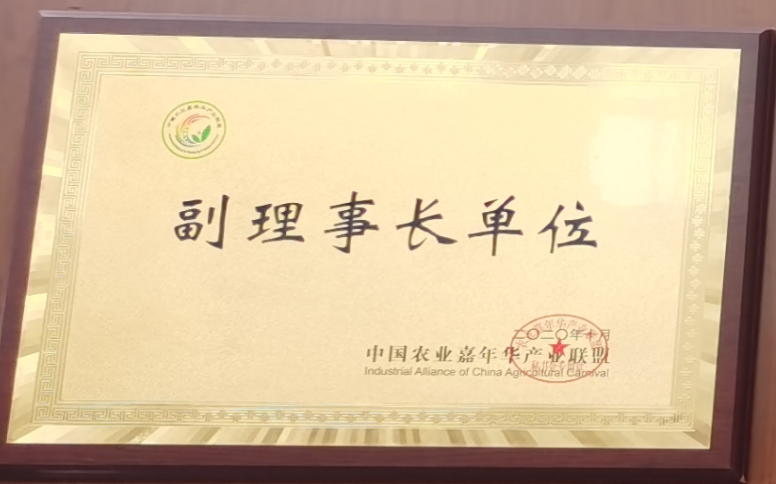 副理事长单位
二〇二〇年 月
中国农业嘉年华产业联盟
Industrial Alliance of China Agricultural Carnival